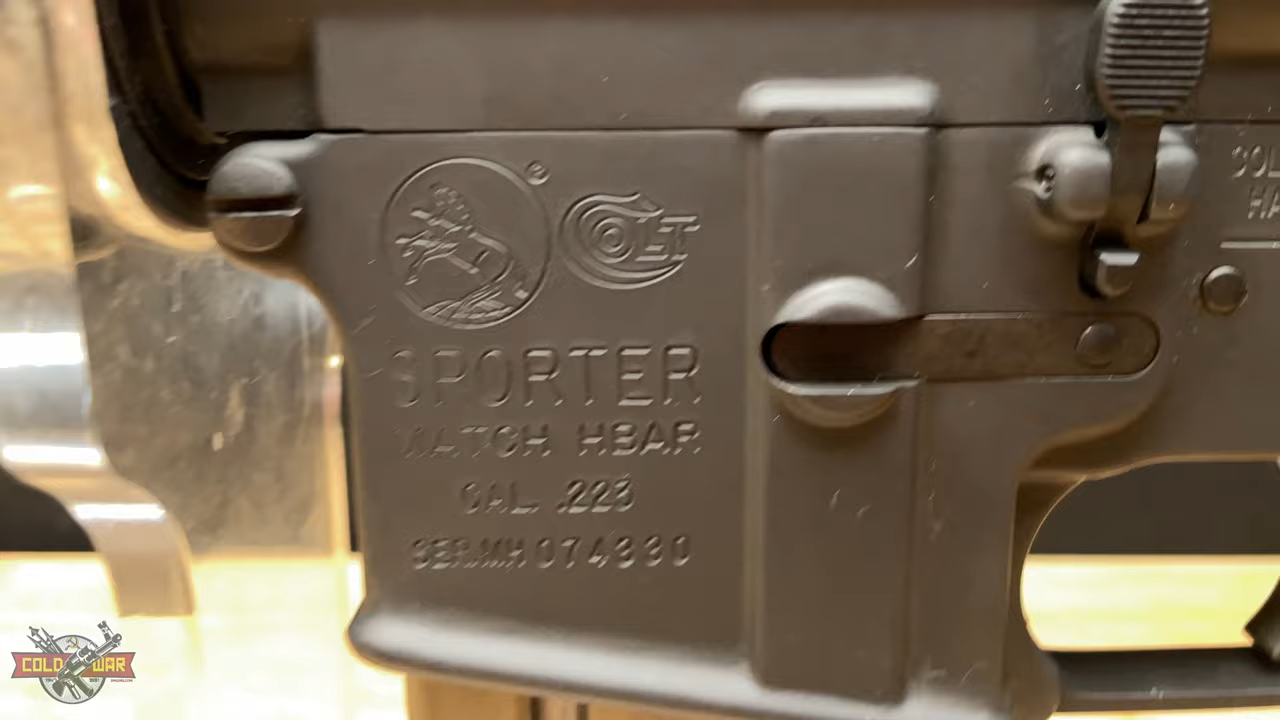 ®
COLT
SPORTER
MATCH HBAR
CAL. .223
SER. MH074330
COLD WAR